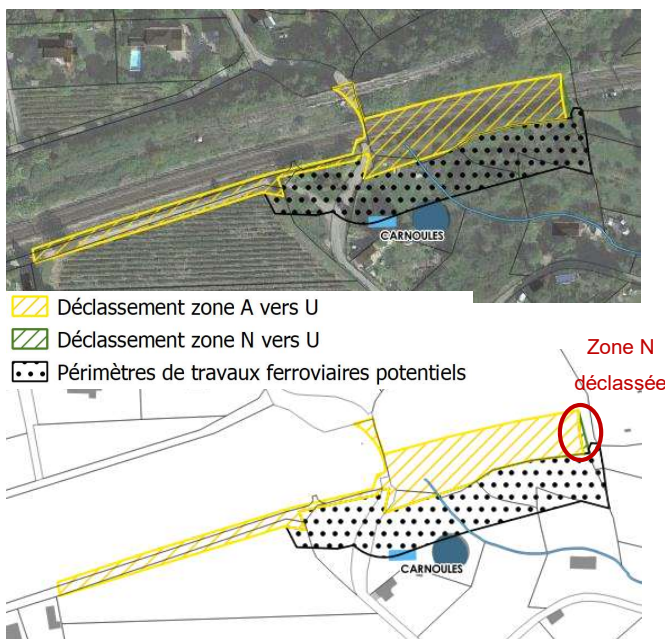 CARNOULES
Déclassement zone A vers U
Déclassement zone N vers U
Périmètres de travaux ferroviaires potentiels
Zone N
déclassée
CARNOULES